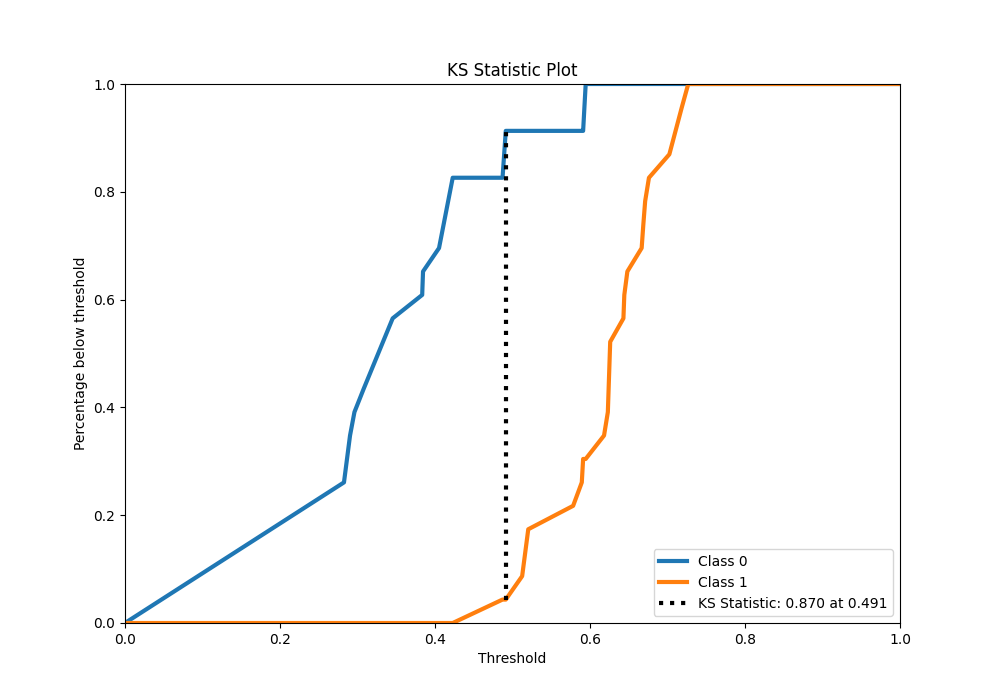 KS Statistic Plot
1.0
0.8
0.6
0.4
0.2
0.0
Percentage below threshold
0.0 0.2 0.4 0.6 0.8 1.0
Threshold
Class 0
Class 1
KS Statistic: 0.870 at 0.491